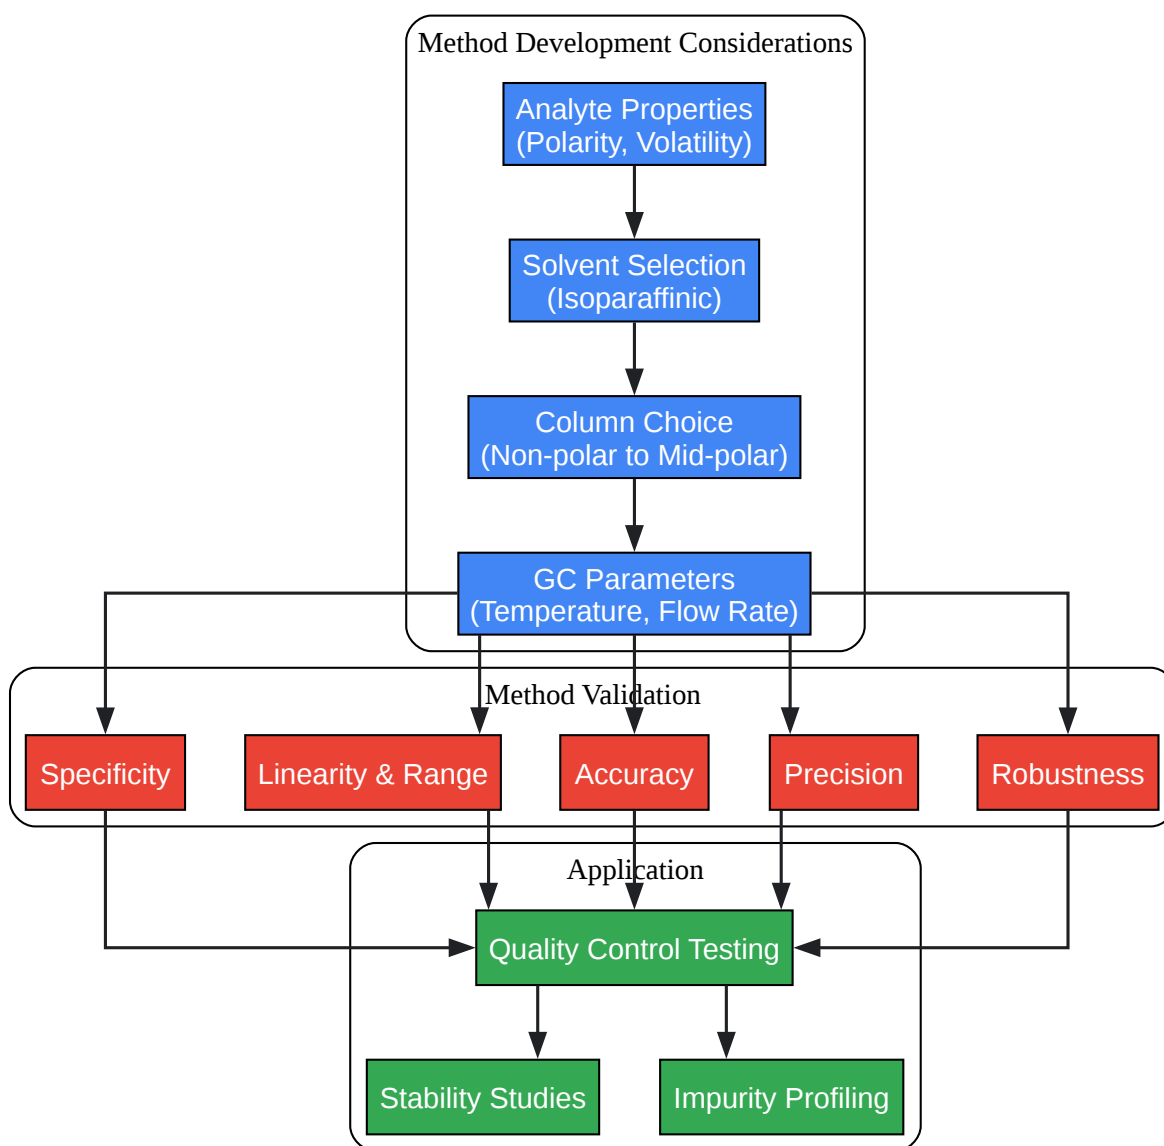 Method Development Considerations
Analyte Properties
(Polarity, Volatility)
Solvent Selection
(Isoparaffinic)
Column Choice
(Non-polar to Mid-polar)
GC Parameters
(Temperature, Flow Rate)
Method Validation
Specificity
Linearity & Range
Accuracy
Precision
Robustness
Application
Quality Control Testing
Stability Studies
Impurity Profiling